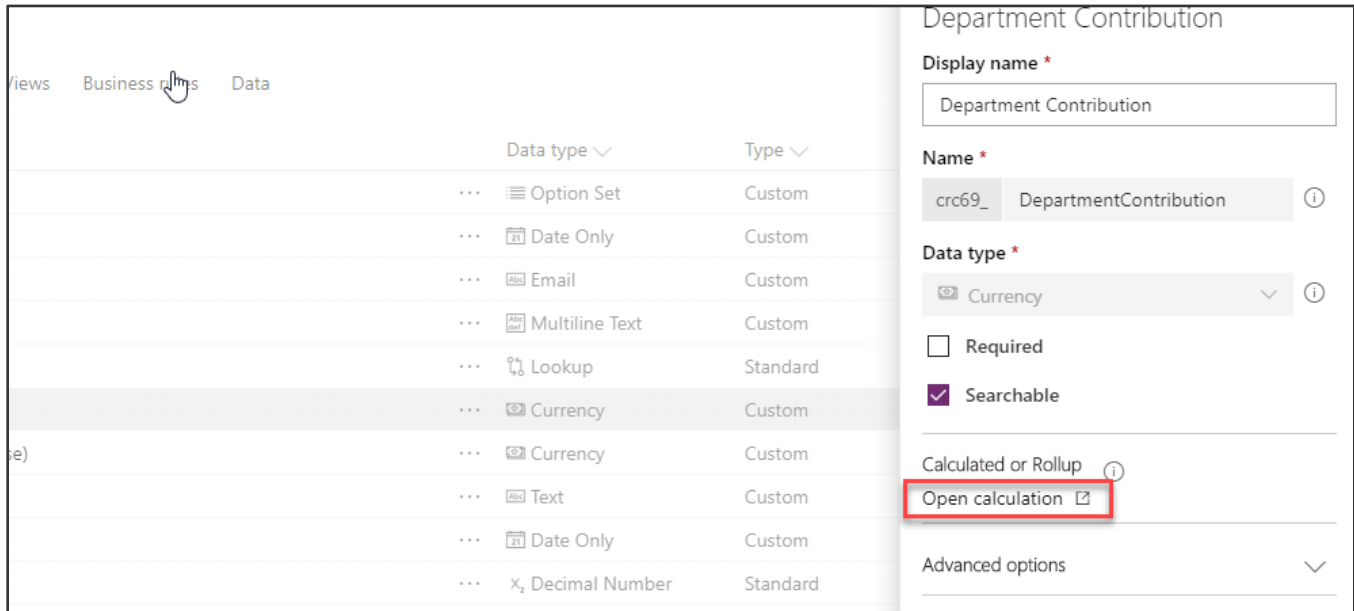 Department Contribution
Display name *
Department Contribution
Name *
crc69_ DepartmentContribution
Data type *
Currency
Required
Searchable
Calculated or Rollup
Open calculation
Advanced options
Views Business rules Data
Data type Type
Option Set Custom
Date Only Custom
Email Custom
Multiline Text Custom
Lookup Standard
Currency Custom
se) Currency Custom
Text Custom
Date Only Custom
Decimal Number Standard